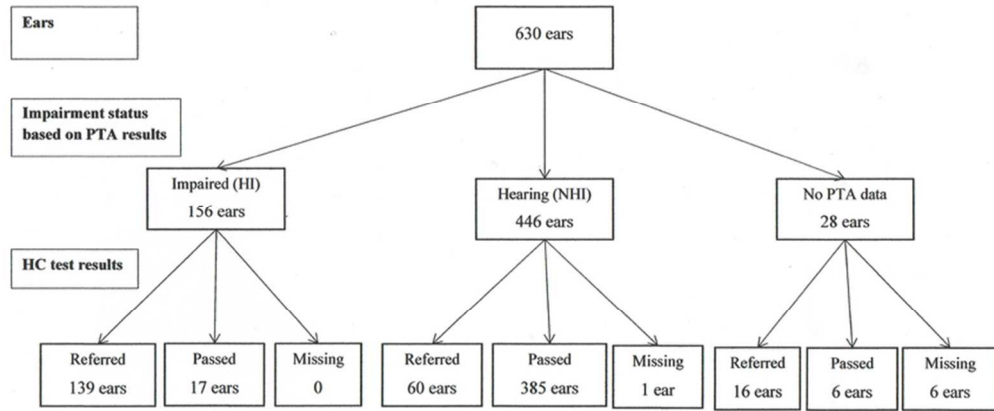 Ears
630 ears
Impairment status
based on PTA results
Impaired (HI)
156 ears
Hearing (NHI)
446 ears
No PTA data
28 ears
HC test results
Referred
139 ears
Passed
17 ears
Missing
0
Referred
60 ears
Passed
385 ears
Missing
1 ear
Referred
16 ears
Passed
6 ears
Missing
6 ears